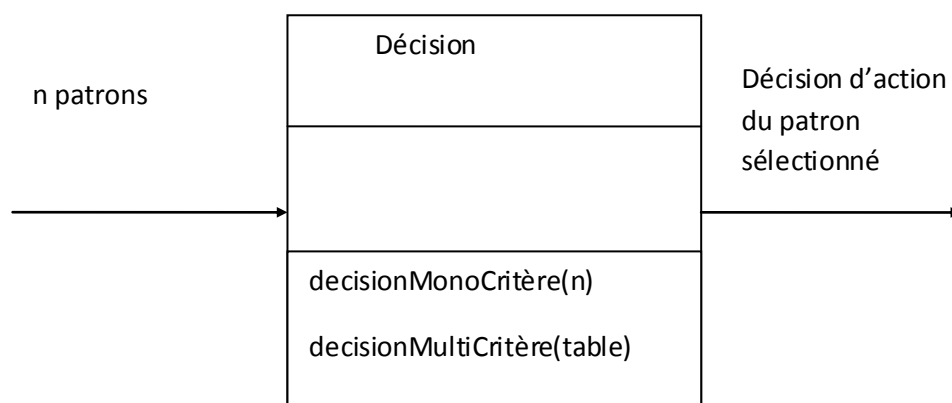 n patrons
Décision
decisionMonoCritère(n)
decisionMultiCritère(table)
Décision d’action
du patron
sélectionné